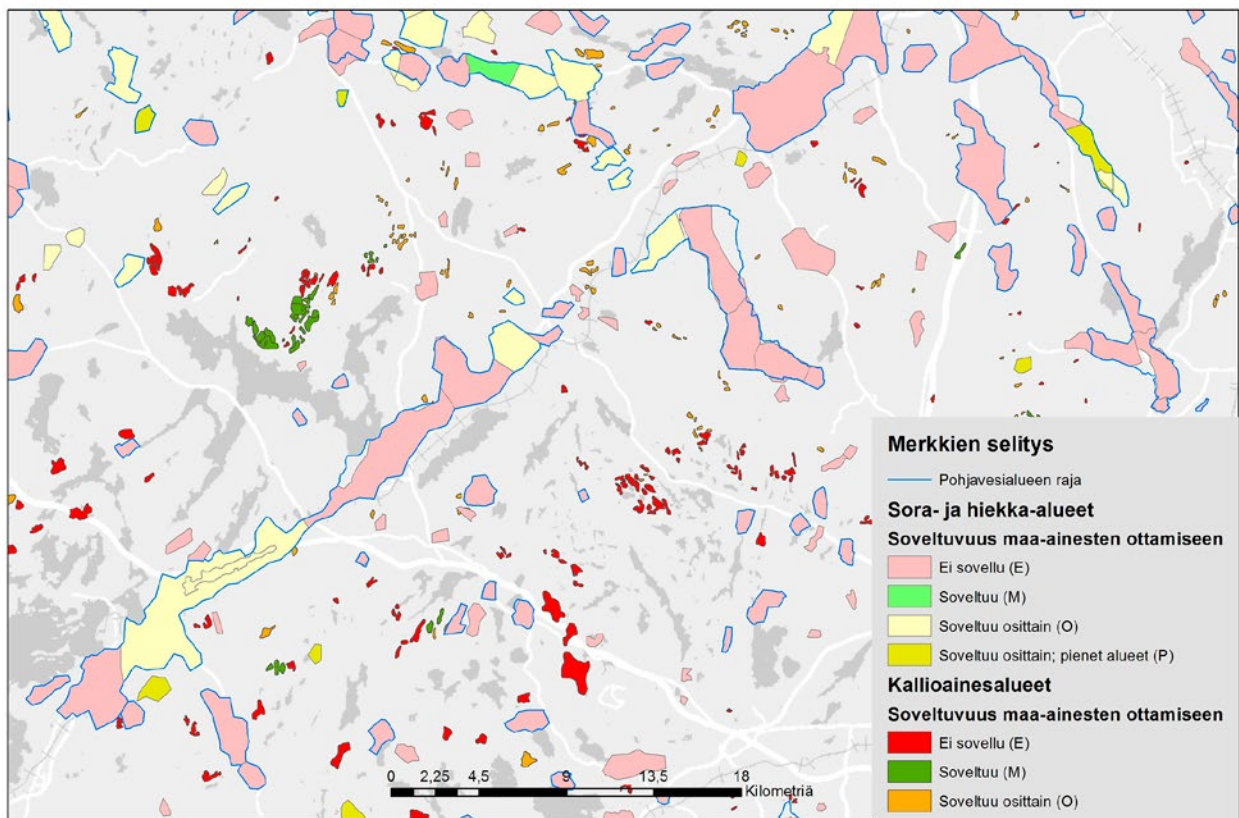 Merkkien selitys
Pohjavesialueen raja
Sora- ja hiekka-alueet
Soveltuvuus maa-ainesten ottamiseen
Ei sovellu (E)
Soveltuu (M)
Soveltuu osittain (O)
Soveltuu osittain; pienet alueet (P)
Kallioainesalueet
Soveltuvuus maa-ainesten ottamiseen
Ei sovellu (E)
Soveltuu (M)
Soveltuu osittain (O)
0 2,25 4,5 9 13,5 18
Kilometriä